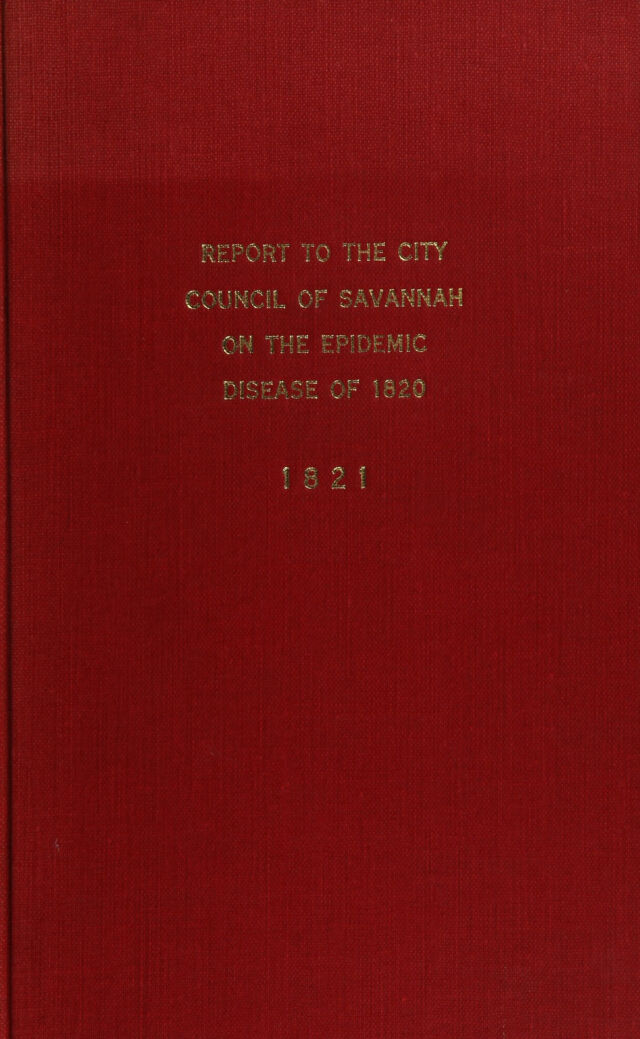 REPORT TO THE CITY
COUNCIL OF SAVANNAH
ON THE EPIDEMIC
DISEASE OF 1820
1821